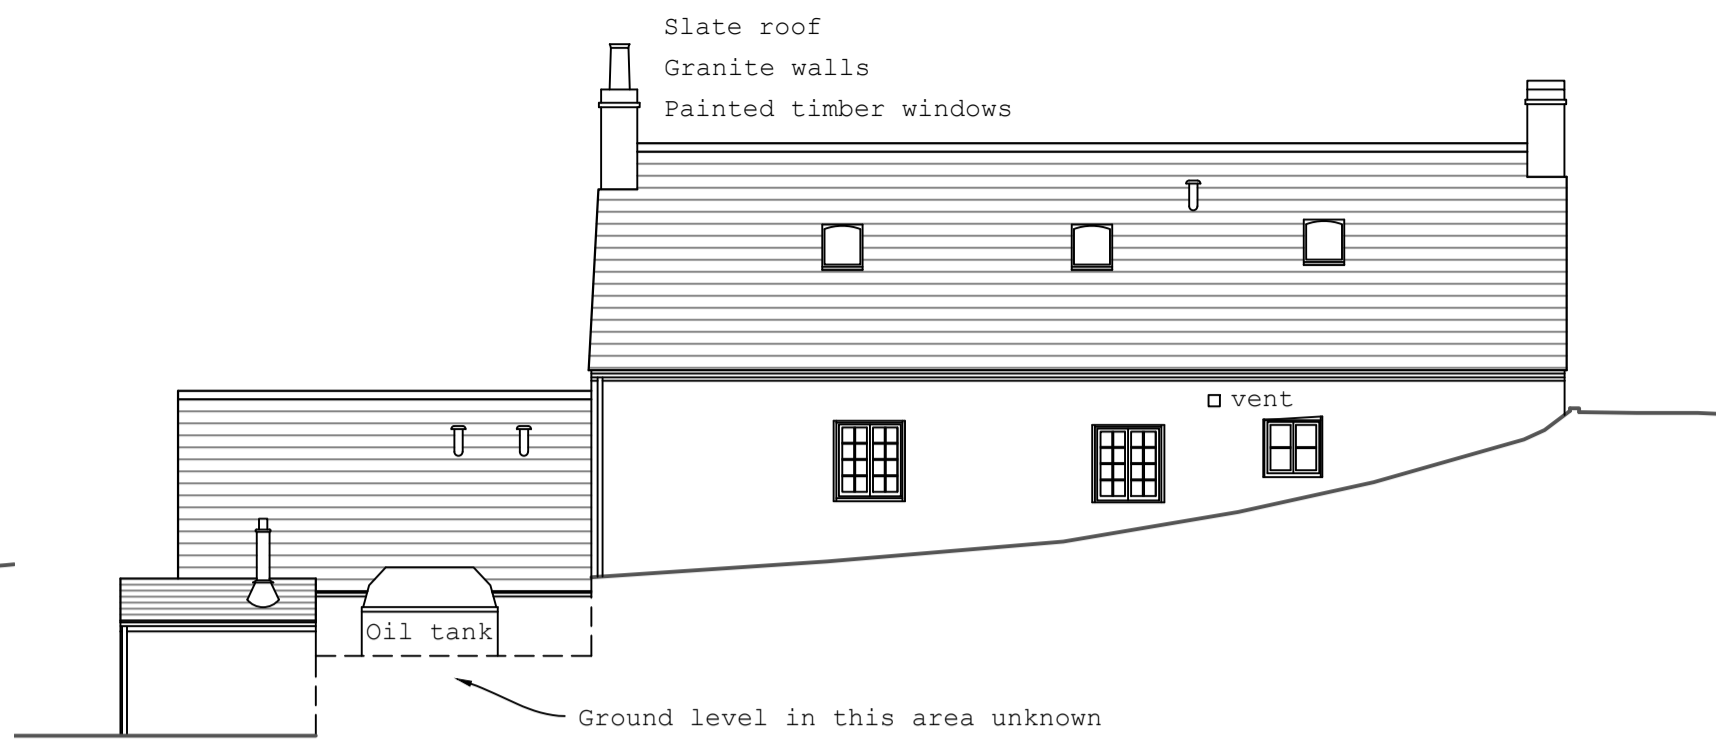 Slate roof
Granite walls
Painted timber windows
vent
Oil tank
Ground level in this area unknown